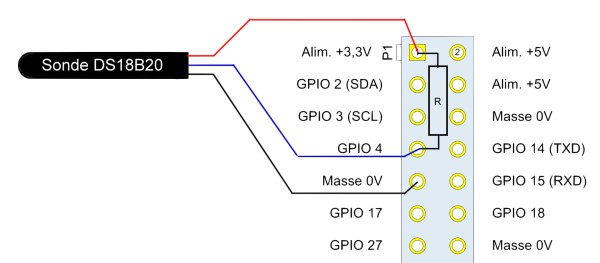 Sonde DS18B20
P1
Alim. +3,3V 1 2 Alim. +5V
GPIO 2 (SDA) Alim. +5V
R
GPIO 3 (SCL) Masse 0V
GPIO 4 GPIO 14 (TXD)
Masse 0V GPIO 15 (RXD)
GPIO 17 GPIO 18
GPIO 27 Masse 0V